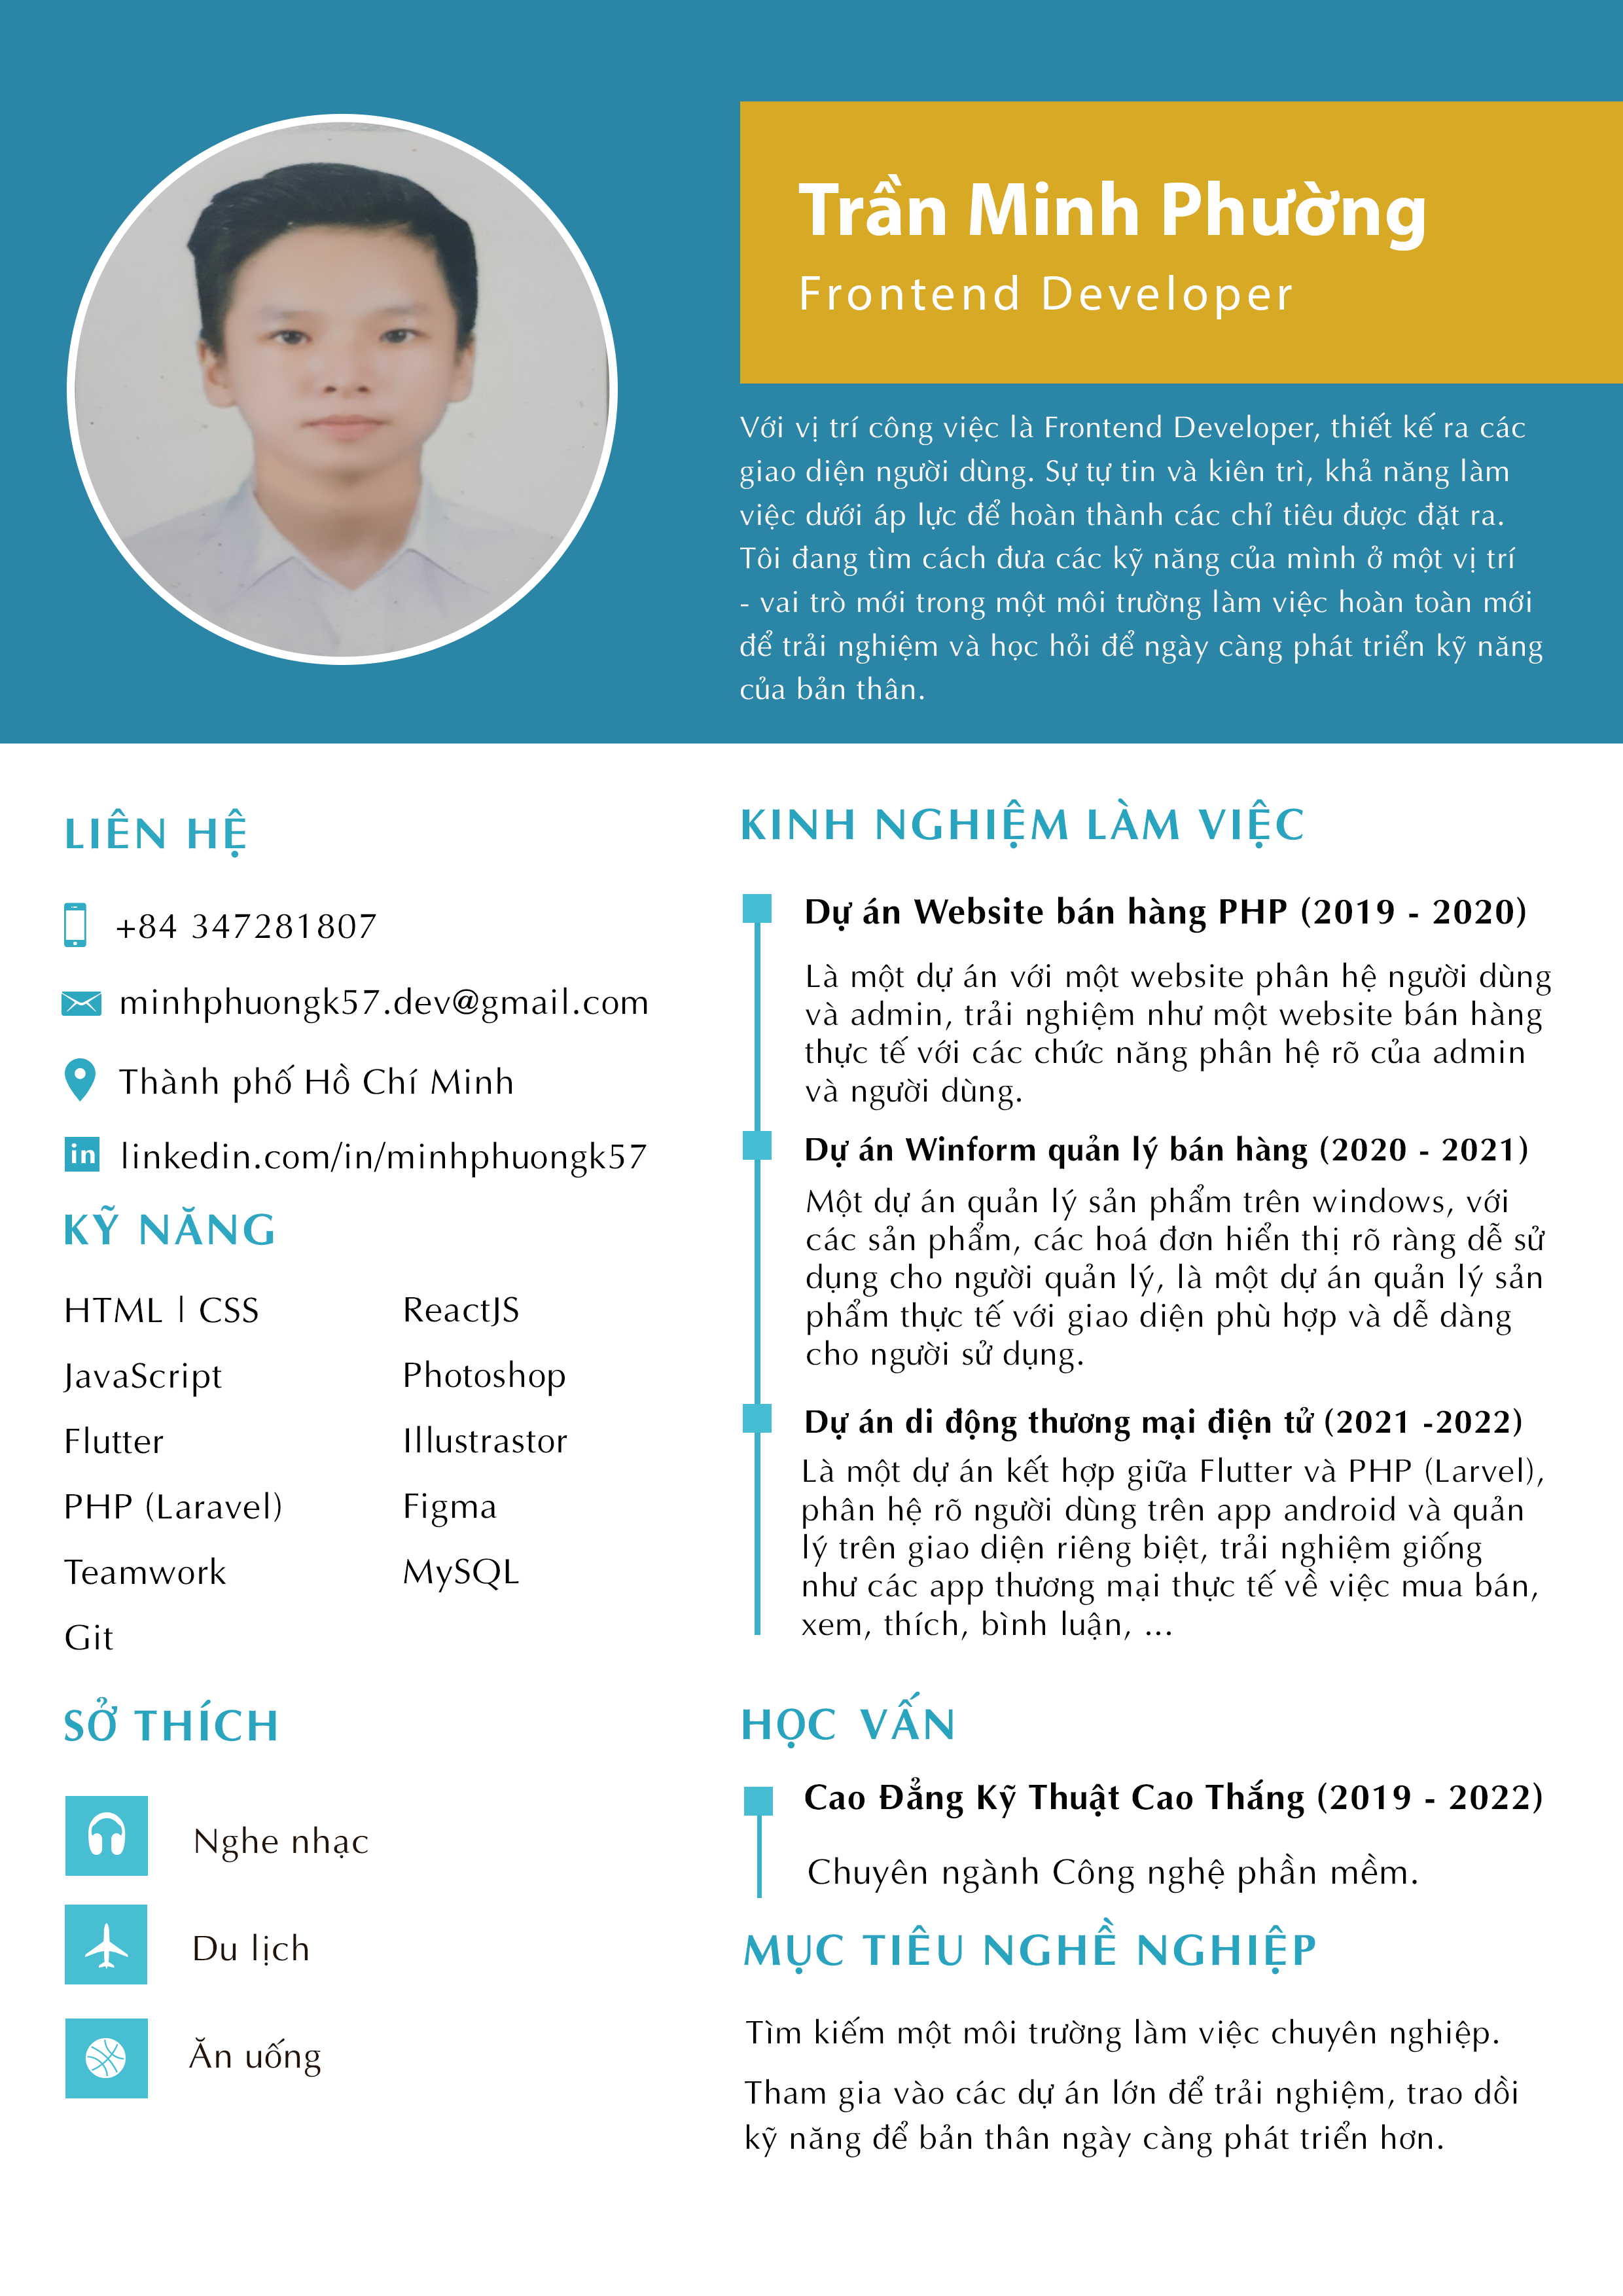 Trần Minh Phường
Frontend Developer
Với vị trí công việc là Frontend Developer, thiết kế ra các
giao diện người dùng. Sự tự tin và kiên trì, khả năng làm
việc dưới áp lực để hoàn thành các chỉ tiêu được đặt ra.
Tôi đang tìm cách đưa các kỹ năng của mình ở một vị trí
- vai trò mới trong một môi trường làm việc hoàn toàn mới
để trải nghiệm và học hỏi để ngày càng phát triển kỹ năng
của bản thân.
LIÊN HỆ
+84 347281807
minhphuongk57.dev@gmail.com
Thành phố Hồ Chí Minh
in linkedin.com/in/minhphuongk57
KỸ NĂNG
HTML | CSS
JavaScript
Flutter
PHP (Laravel)
Teamwork
Git
ReactJS
Photoshop
Illustrastor
Figma
MySQL
SỞ THÍCH
Nghe nhạc
Du lịch
Ăn uống
KINH NGHIỆM LÀM VIỆC
Dự án Website bán hàng PHP (2019 - 2020)
Là một dự án với một website phân hệ người dùng
và admin, trải nghiệm như một website bán hàng
thực tế với các chức năng phân hệ rõ của admin
và người dùng.
Dự án Winform quản lý bán hàng (2020 - 2021)
Một dự án quản lý sản phẩm trên windows, với
các sản phẩm, các hoá đơn hiển thị rõ ràng dễ sử
dụng cho người quản lý, là một dự án quản lý sản
phẩm thực tế với giao diện phù hợp và dễ dàng
cho người sử dụng.
Dự án di động thương mại điện tử (2021 -2022)
Là một dự án kết hợp giữa Flutter và PHP (Larvel),
phân hệ rõ người dùng trên app android và quản
lý trên giao diện riêng biệt, trải nghiệm giống
như các app thương mại thực tế về việc mua bán,
xem, thích, bình luận, ...
HỌC VẤN
Cao Đẳng Kỹ Thuật Cao Thắng (2019 - 2022)
Chuyên ngành Công nghệ phần mềm.
MỤC TIÊU NGHỀ NGHIỆP
Tìm kiếm một môi trường làm việc chuyên nghiệp.
Tham gia vào các dự án lớn để trải nghiệm, trao dồi
kỹ năng để bản thân ngày càng phát triển hơn.